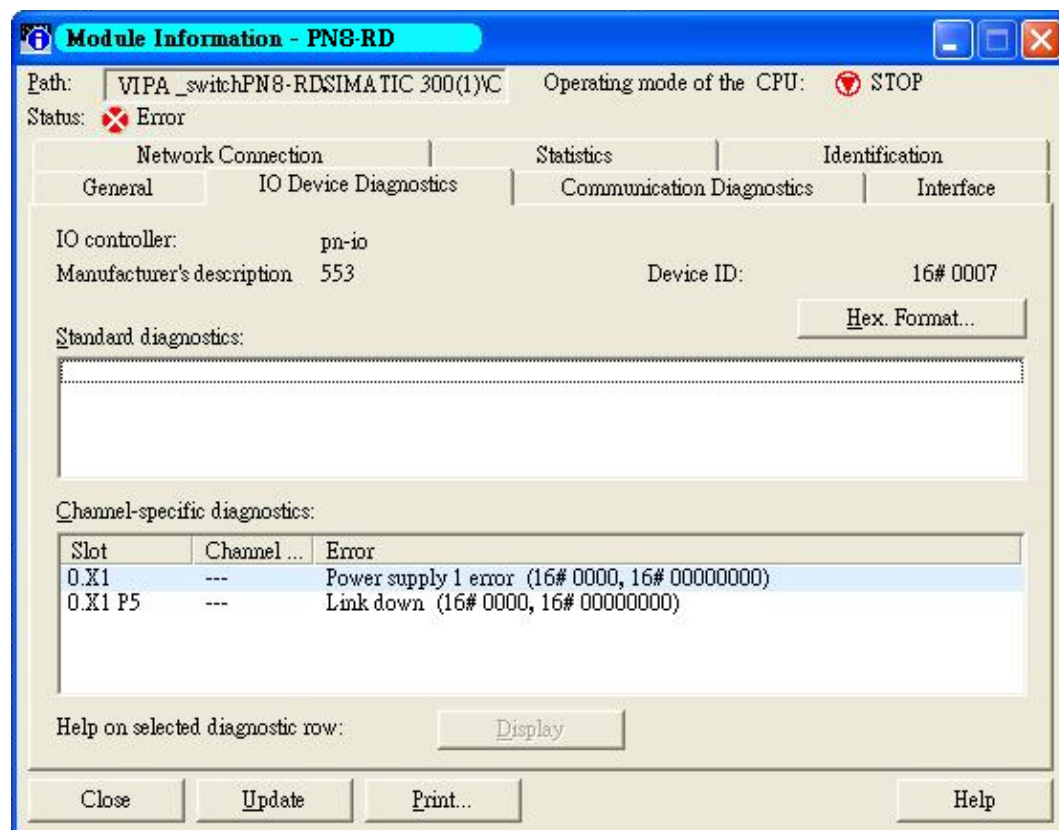 Module Information - PN8-RD
Path: VIPA _switchPN8-RD\SIMATIC 300(1)\C Operating mode of the CPU: STOP
Status: Error
Network Connection Statistics Identification
General IO Device Diagnostics Communication Diagnostics Interface
IO controller: pn-io
Manufacturer's description 553 Device ID: 16# 0007
Hex. Format...
Standard diagnostics:
Channel-specific diagnostics:
Slot Channel ... Error
0.X1 --- Power supply 1 error (16# 0000, 16# 00000000)
0.X1 P5 --- Link down (16# 0000, 16# 00000000)
Help on selected diagnostic row: Display
Close Update Print... Help